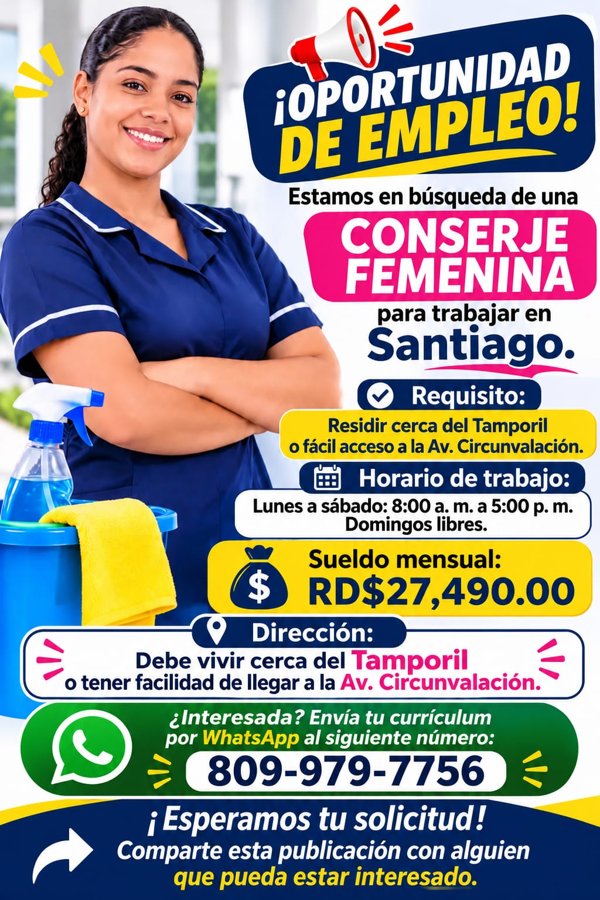 ¡OPORTUNIDAD
DE EMPLEO!
Estamos en búsqueda de una
CONSERJE
FEMENINA
para trabajar en
Santiago.
Requisito:
Residir cerca del Tamporil
o fácil acceso a la Av. Circunvalación.
Horario de trabajo:
Lunes a sábado: 8:00 a. m. a 5:00 p. m.
Domingos libres.
$
Sueldo mensual:
RD$27,490.00
Dirección:
Debe vivir cerca del Tamporil
o tener facilidad de llegar a la Av. Circunvalación.
¿Interesada? Envía tu currículum
por WhatsApp al siguiente número:
809-979-7756
¡Esperamos tu solicitud!
Comparte esta publicación con alguien
que pueda estar interesado.